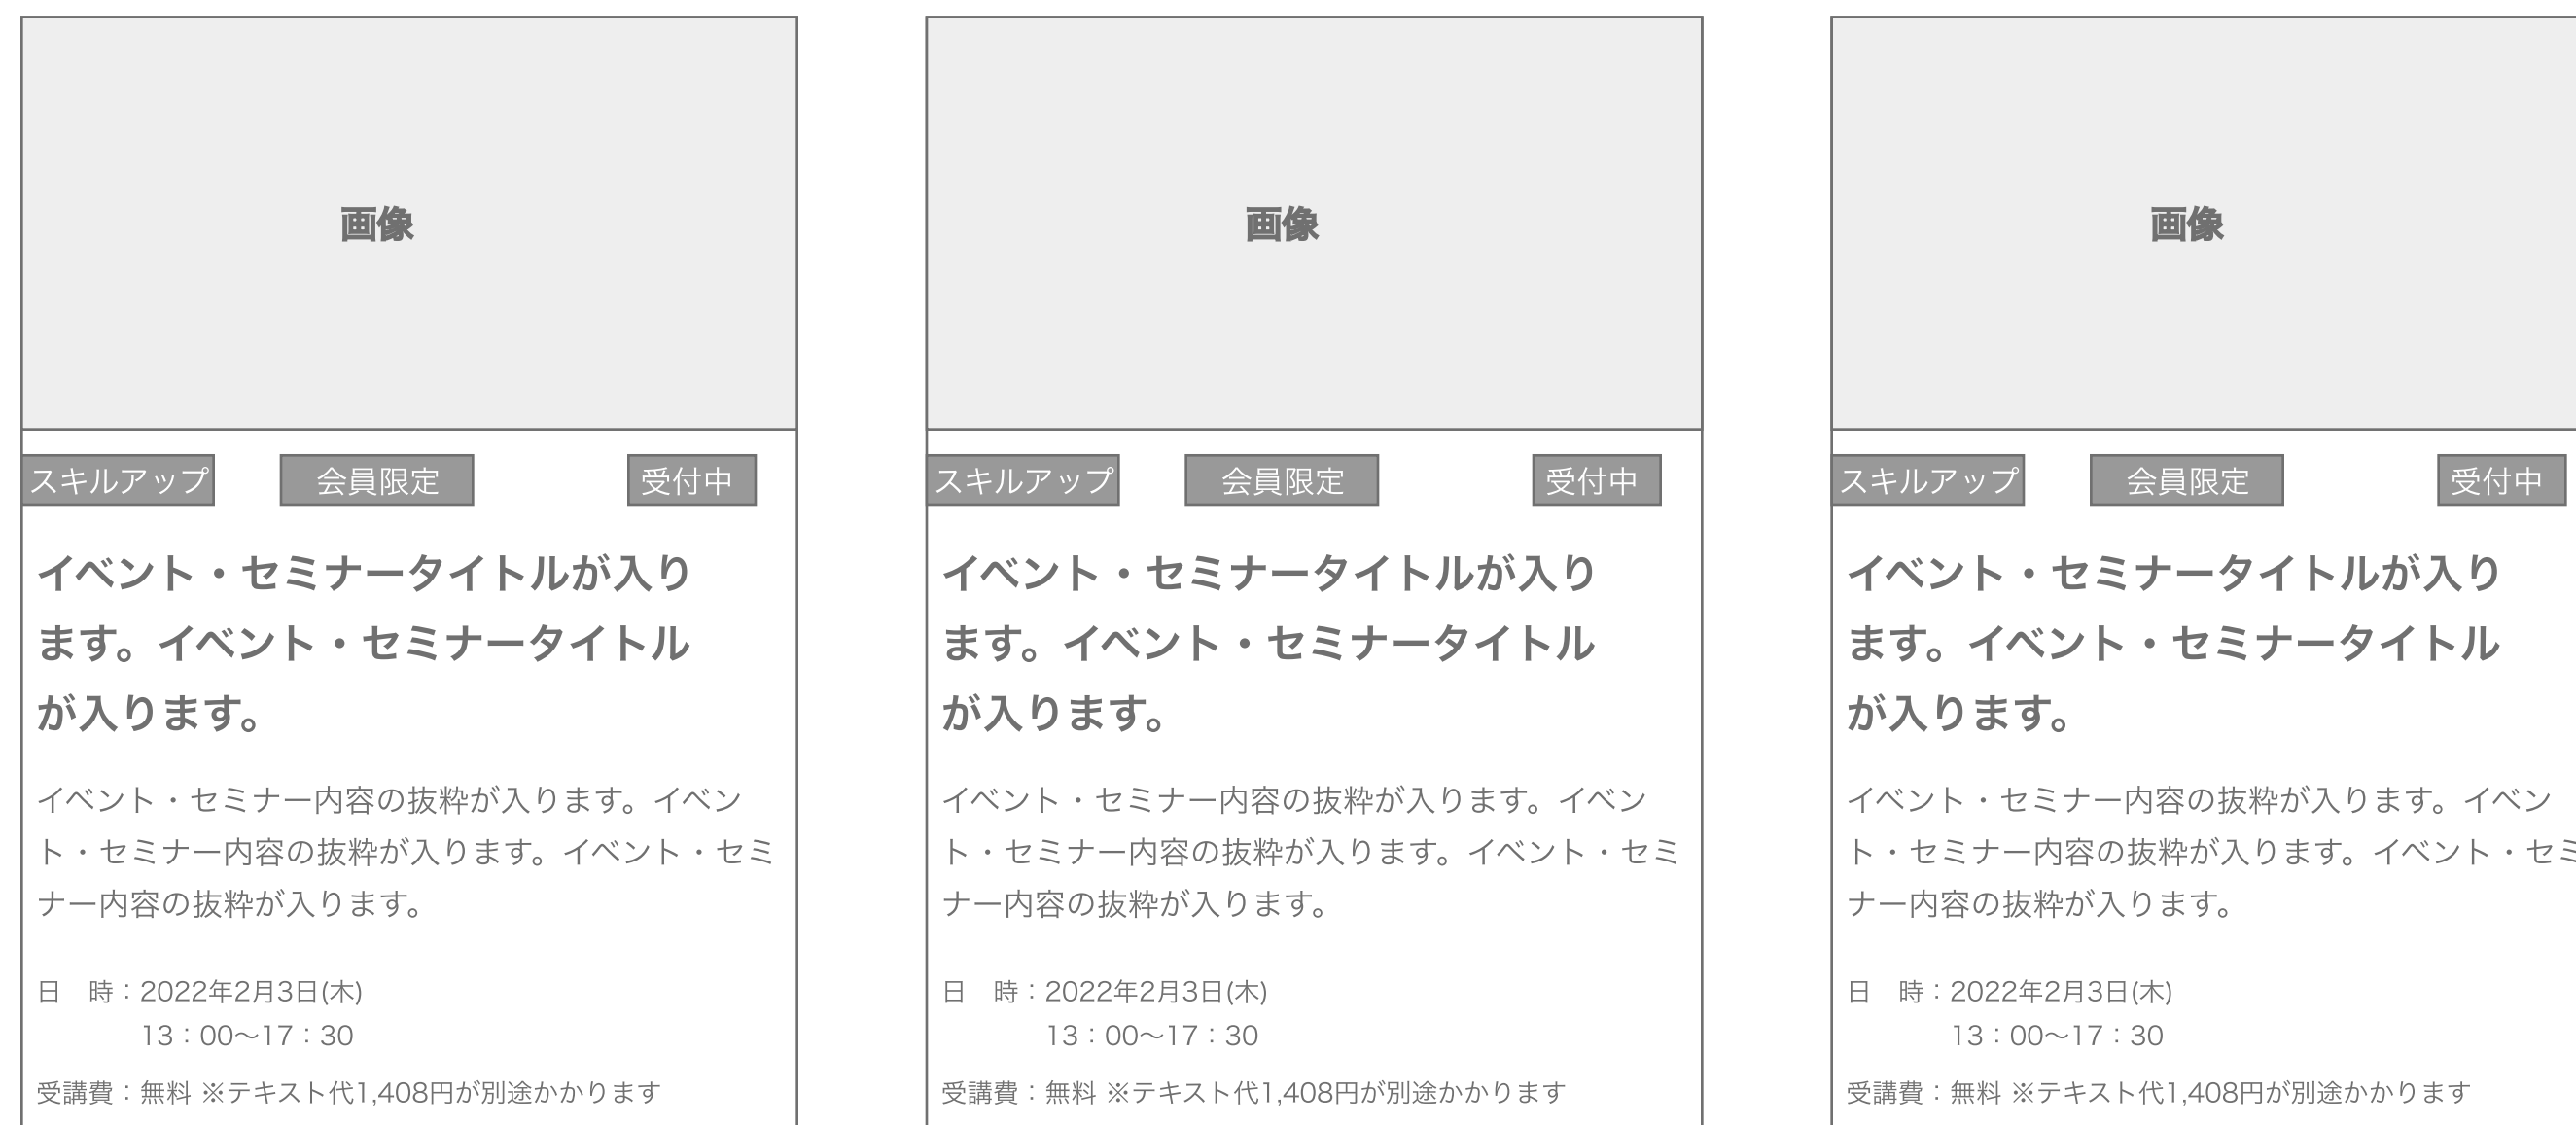 画像
スキルアップ 会員限定 受付中
イベント・セミナータイトルが入り
ます。イベント・セミナータイトル
が入ります。
イベント・セミナー内容の抜粋が入ります。イベン
ト・セミナー内容の抜粋が入ります。イベント・セミ
ナー内容の抜粋が入ります。
日　時：2022年2月3日(木)
13：00〜17：30
受講費：無料 ※テキスト代1,408円が別途かかります
画像
スキルアップ 会員限定 受付中
イベント・セミナータイトルが入り
ます。イベント・セミナータイトル
が入ります。
イベント・セミナー内容の抜粋が入ります。イベン
ト・セミナー内容の抜粋が入ります。イベント・セミ
ナー内容の抜粋が入ります。
日　時：2022年2月3日(木)
13：00〜17：30
受講費：無料 ※テキスト代1,408円が別途かかります
画像
スキルアップ 会員限定 受付中
イベント・セミナータイトルが入り
ます。イベント・セミナータイトル
が入ります。
イベント・セミナー内容の抜粋が入ります。イベン
ト・セミナー内容の抜粋が入ります。イベント・セミ
ナー内容の抜粋が入ります。
日　時：2022年2月3日(木)
13：00〜17：30
受講費：無料 ※テキスト代1,408円が別途かかります